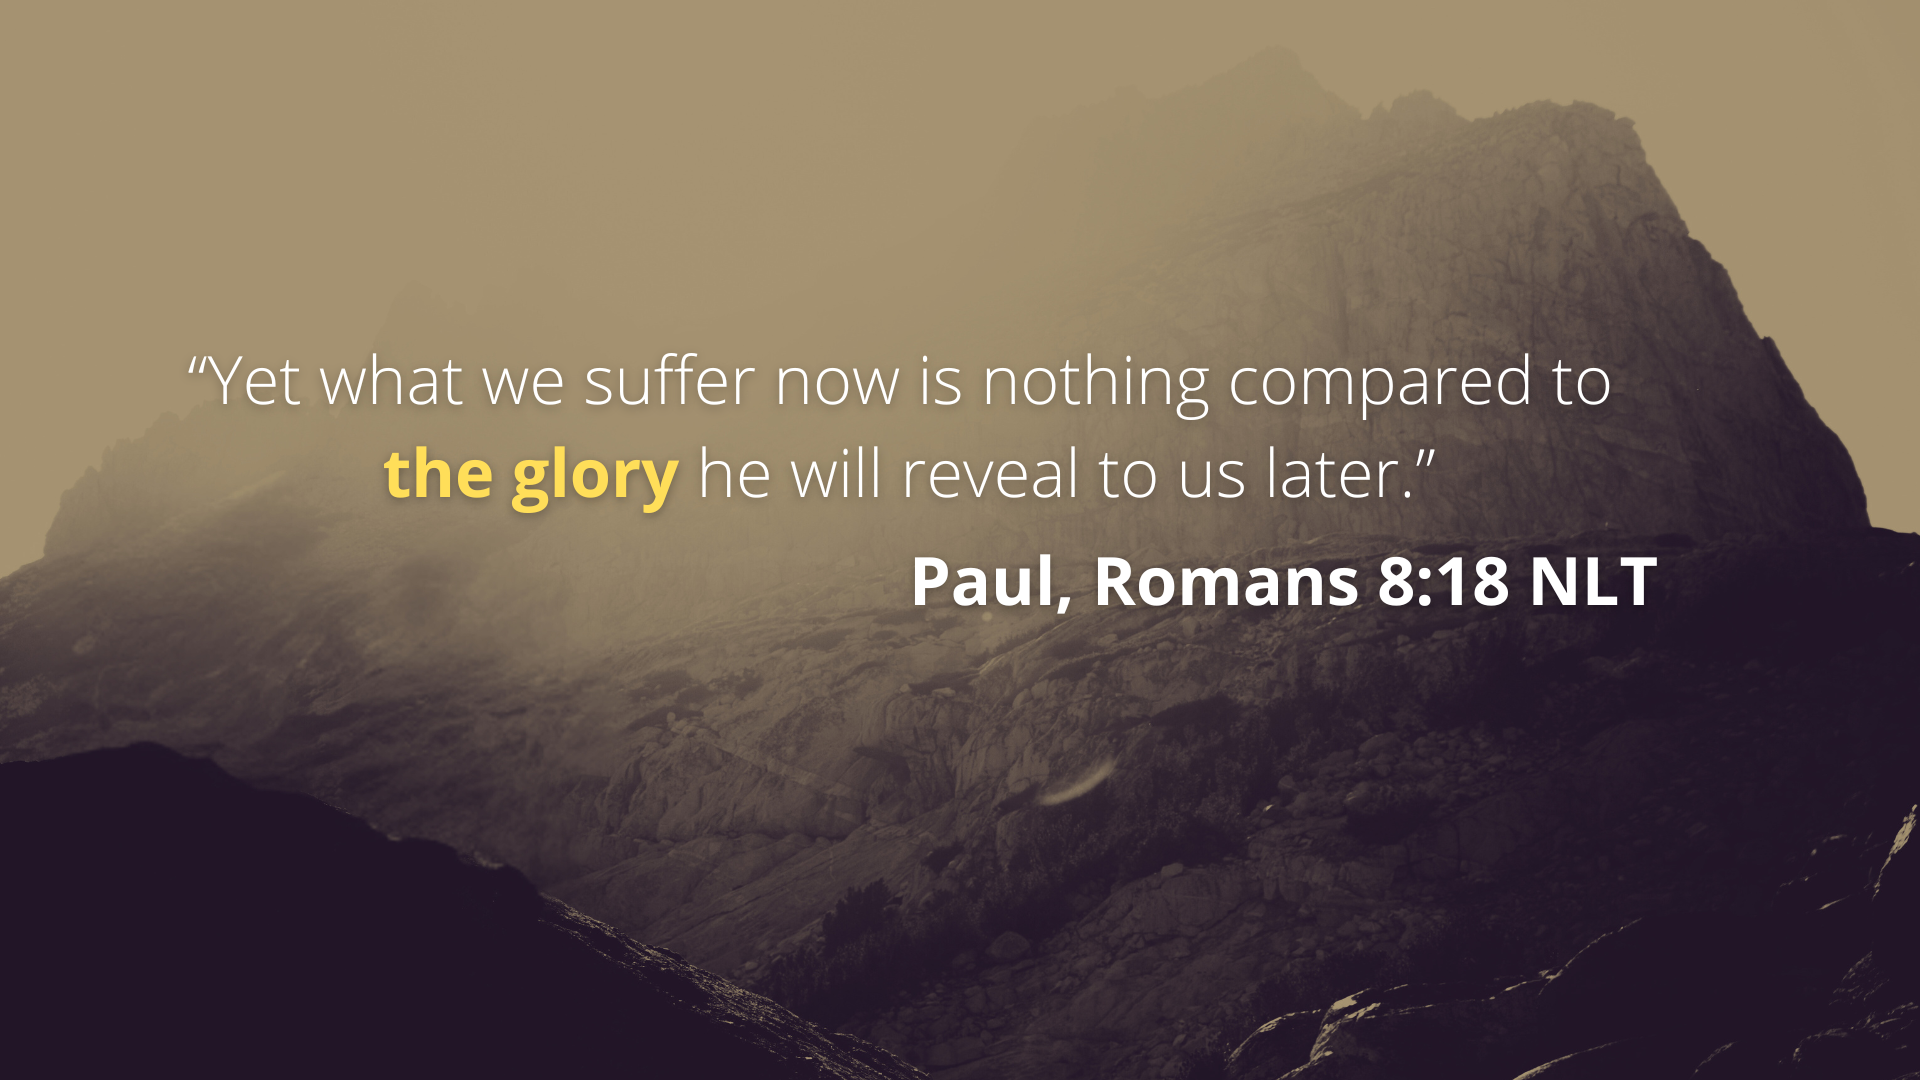 “Yet what we suffer now is nothing compared to
the glory he will reveal to us later.”
Paul, Romans 8:18 NLT